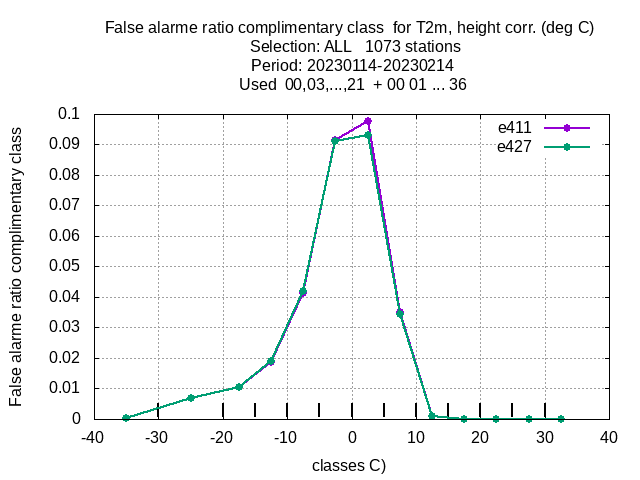 False alarme ratio complimentary class  for T2m, height corr. (deg C)
Selection: ALL   1073 stations
Period: 20230114-20230214
Used  00,03,...,21  + 00 01 ... 36
False alarme ratio complimentary class
e411
e427
0.1
0.09
0.08
0.07
0.06
0.05
0.04
0.03
0.02
0.01
0
-40 -30 -20 -10 0 10 20 30 40
classes C)